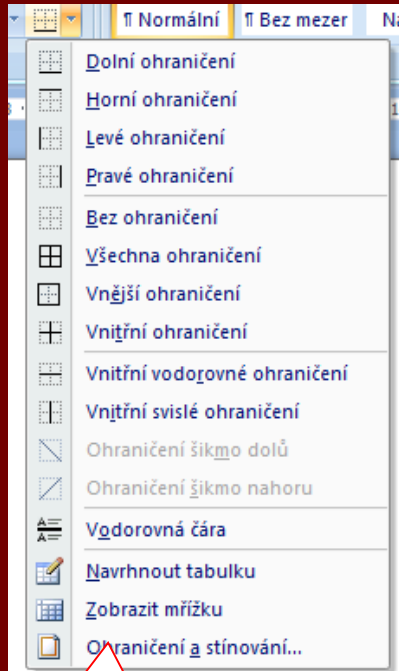 ¶ Normální ¶ Bez mezer Na
Dolní ohraničení
Horní ohraničení
Levé ohraničení
Pravé ohraničení
Bez ohraničení
Všechna ohraničení
Vnější ohraničení
Vnitřní ohraničení
Vnitřní vodorovné ohraničení
Vnitřní svislé ohraničení
Ohraničení šikmo dolů
Ohraničení šikmo nahoru
Vodorovná čára
Navrhnout tabulku
Zobrazit mřížku
Ohraničení a stínování...